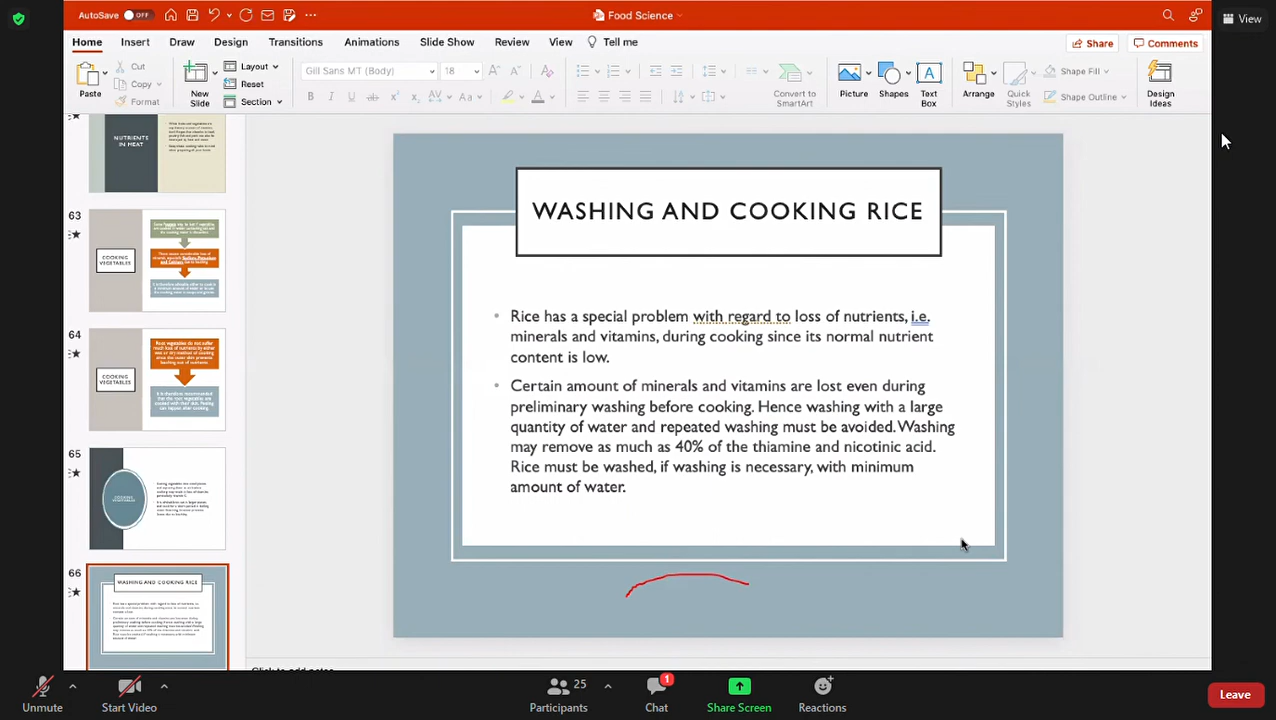 AutoSave OFF
Food Science
View
Home Insert Draw Design Transitions Animations Slide Show Review View Tell me
Share Comments
Paste
Cut
Copy
Format
New Slide
Layout
Reset
Section
Gill Sans MT (Body) 18
Convert to SmartArt
Picture Shapes Text Box
Arrange Quick Styles
Shape Fill
Shape Outline
Design Ideas
NUTRIENTS
IN MEAT
63
COOKING
VEGETABLES
64
COOKING
VEGETABLES
65
COOKING
VEGETABLES
66
WASHING AND COOKING RICE
WASHING AND COOKING RICE
• Rice has a special problem with regard to loss of nutrients, i.e.
minerals and vitamins, during cooking since its normal nutrient
content is low.
• Certain amount of minerals and vitamins are lost even during
preliminary washing before cooking. Hence washing with a large
quantity of water and repeated washing must be avoided. Washing
may remove as much as 40% of the thiamine and nicotinic acid.
Rice must be washed, if washing is necessary, with minimum
amount of water.
Unmute
Start Video
25
Participants
1
Chat
Share Screen
Reactions
Leave